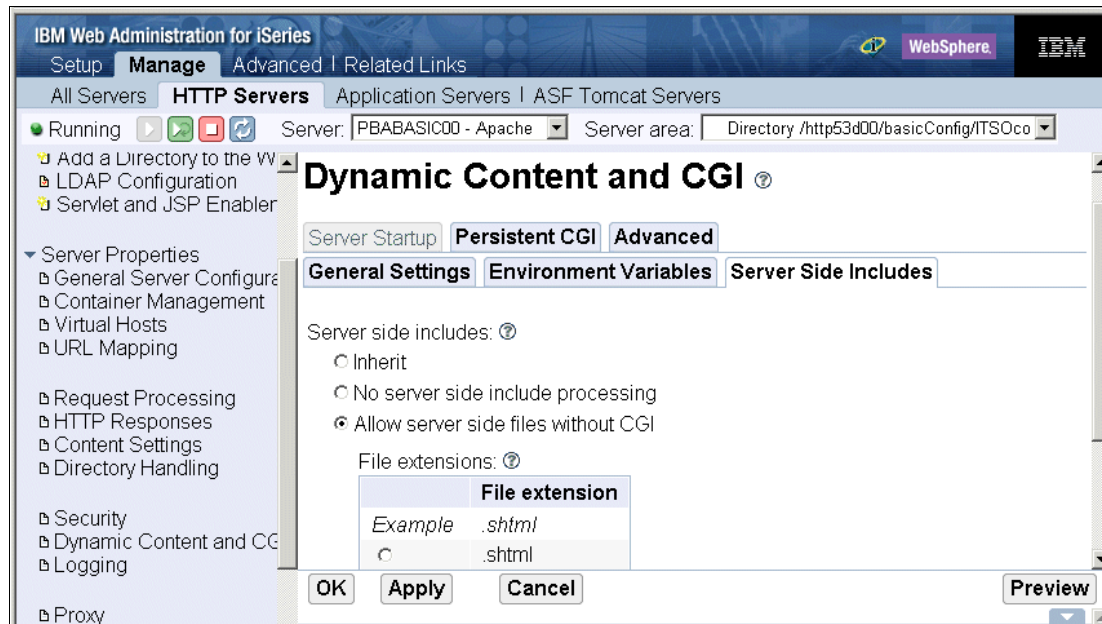 IBM Web Administration for iSeries
WebSphere.
IBM
Setup Manage Advanced | Related Links
All Servers HTTP Servers Application Servers | ASF Tomcat Servers
Running Server: PBABASIC00 - Apache Server area: Directory /http53d00/basicConfig/ITSOco
Add a Directory to the W
LDAP Configuration
Servlet and JSP Enabler
Server Properties
General Server Configura
Container Management
Virtual Hosts
URL Mapping
Request Processing
HTTP Responses
Content Settings
Directory Handling
Security
Dynamic Content and CG
Logging
Proxy
Dynamic Content and CGI ?
Server Startup Persistent CGI Advanced
General Settings Environment Variables Server Side Includes
Server side includes: ?
Inherit
No server side include processing
Allow server side files without CGI
File extensions: ?
File extension
Example .shtml
.shtml
OK Apply Cancel Preview